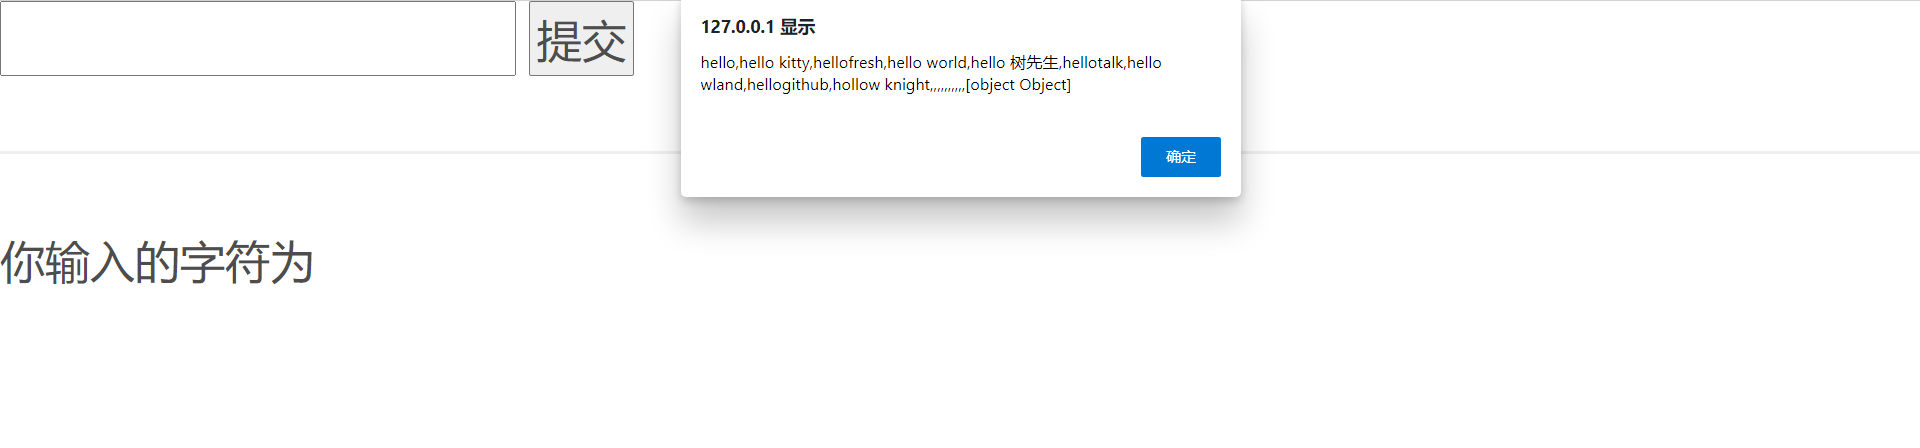 提交
127.0.0.1 显示
hello,hello kitty,hellofresh,hello world,hello 树先生,hellotalk,hello
wland,hellogithub,hollow knight,,,,,,,,,,[object Object]
确定
你输入的字符为